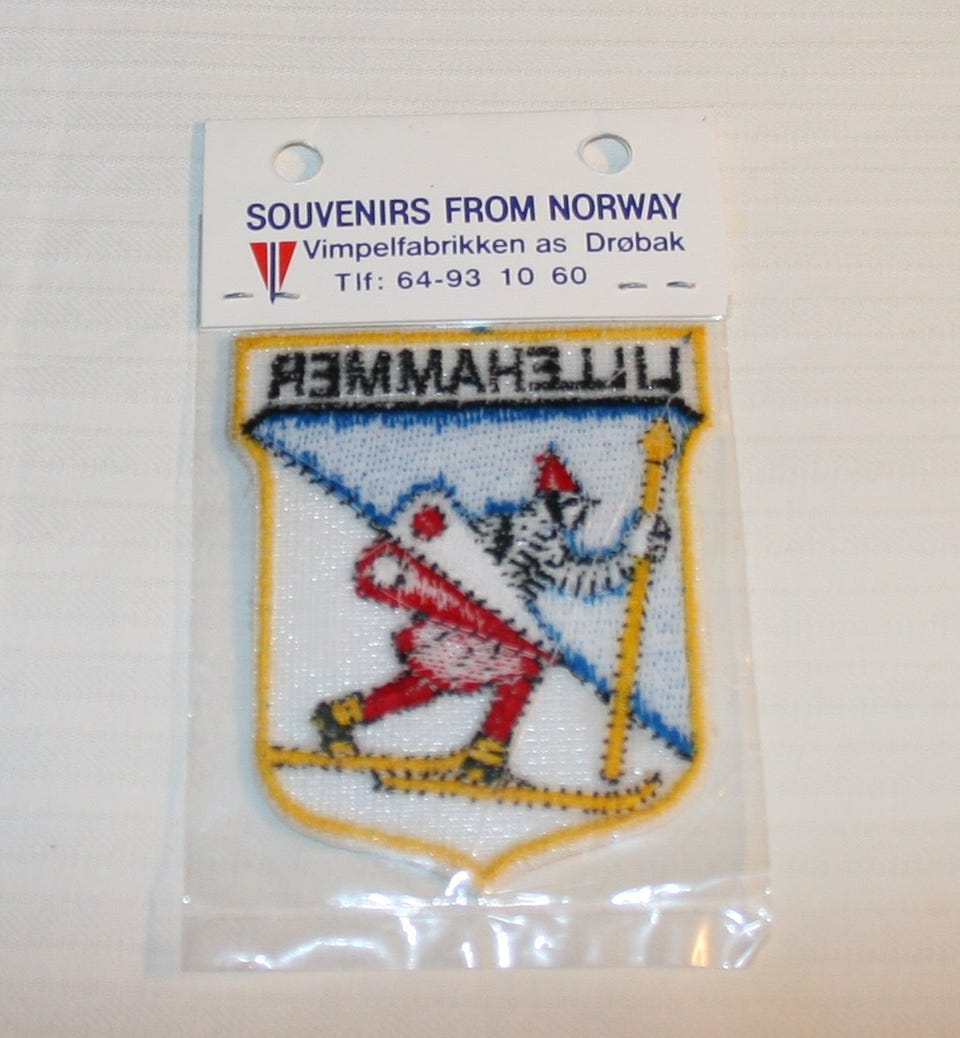 SOUVENIRS FROM NORWAY
Vimpelfabrikken as Drøbak
Tlf: 64-93 10 60
LILLEHAMMER